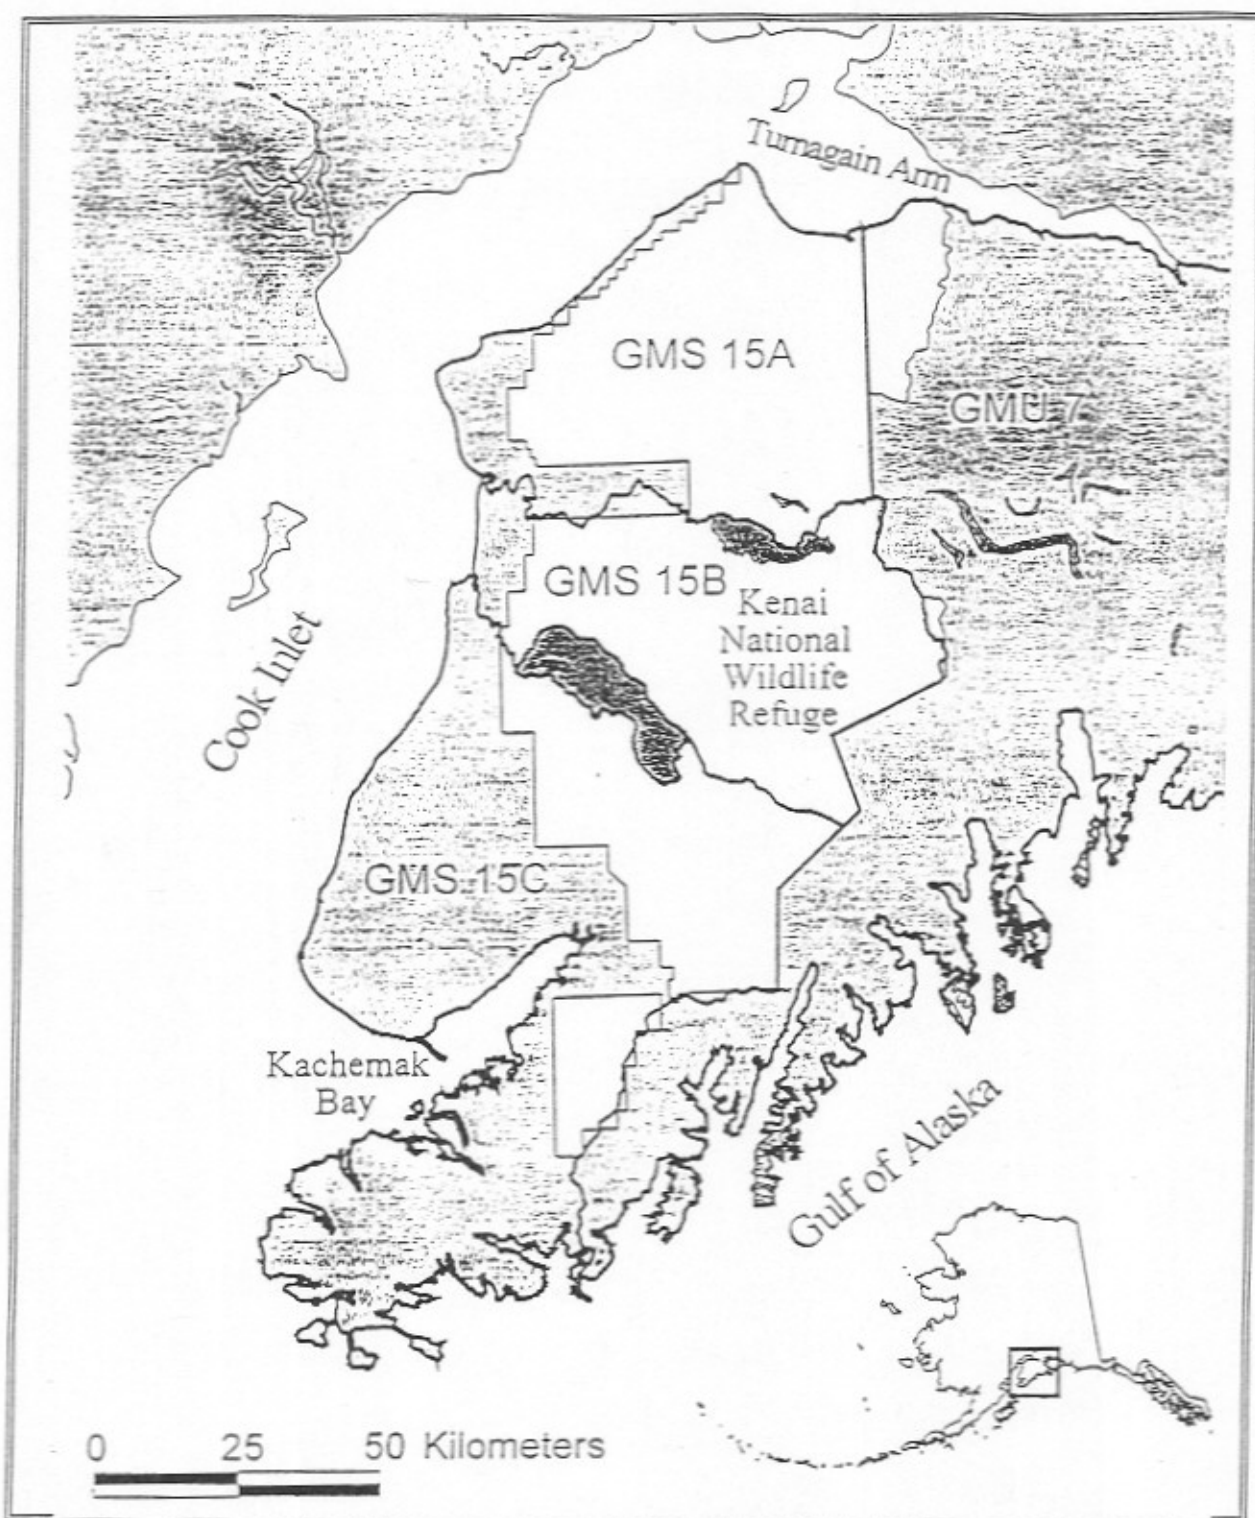 Turnagain Arm
GMS 15A
GMU 7
GMS 15B
Kenai
National
Wildlife
Refuge
Cook Inlet
GMS 15C
Kachemak
Bay
Gulf of Alaska
0 25 50 Kilometers